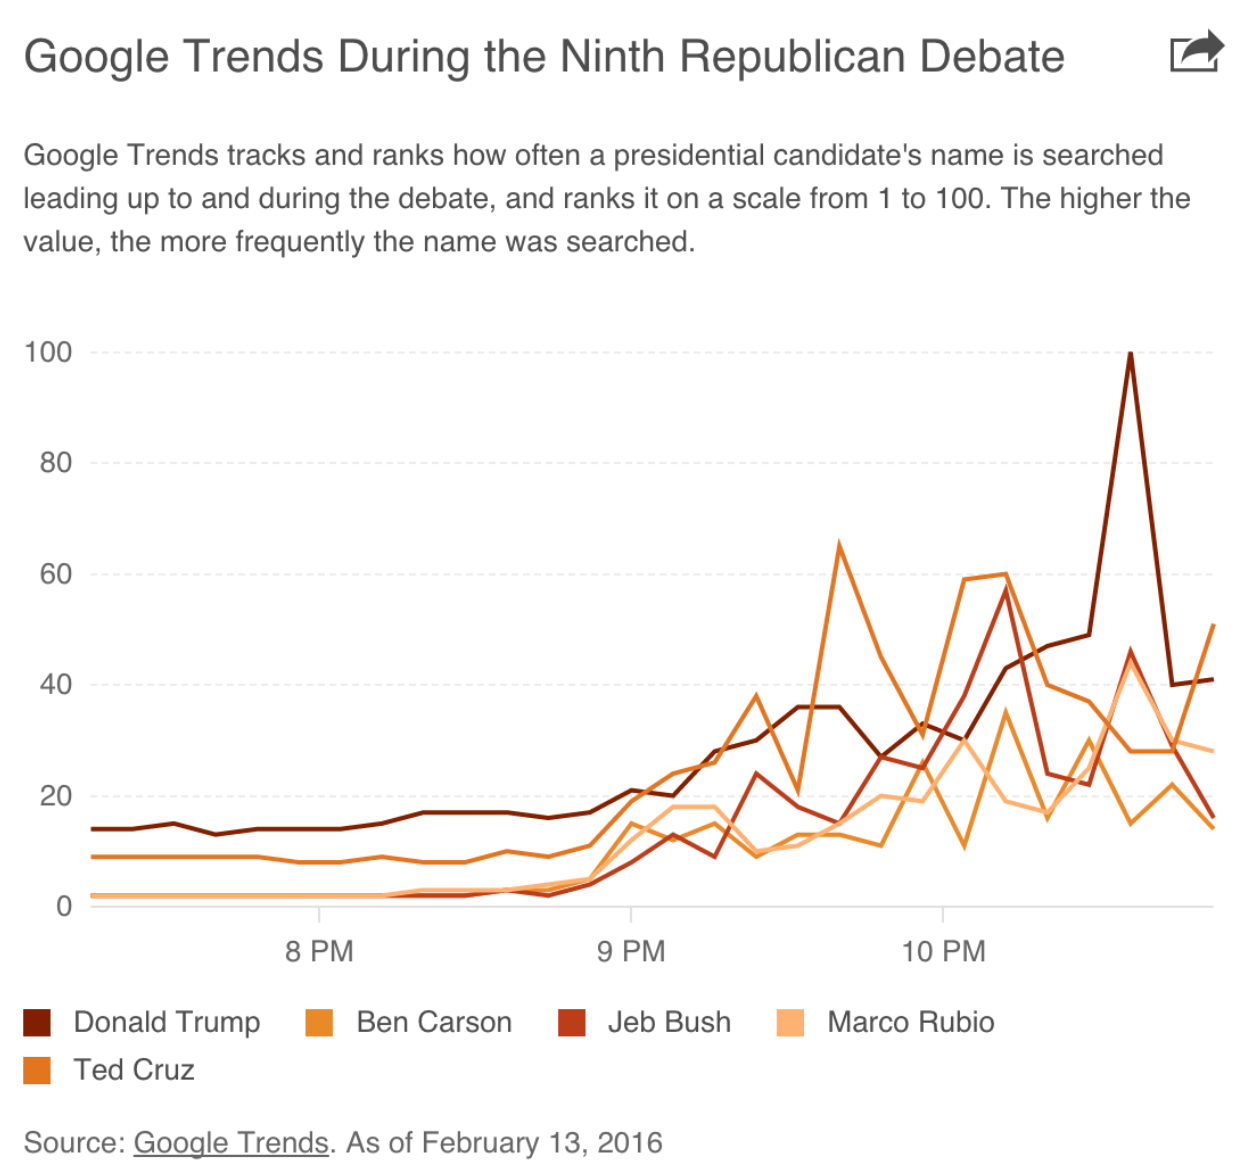 Google Trends During the Ninth Republican Debate
Google Trends tracks and ranks how often a presidential candidate's name is searched
leading up to and during the debate, and ranks it on a scale from 1 to 100. The higher the
value, the more frequently the name was searched.
100
80
60
40
20
0
8 PM 9 PM 10 PM
Donald Trump Ben Carson Jeb Bush Marco Rubio
Ted Cruz
Source: Google Trends. As of February 13, 2016